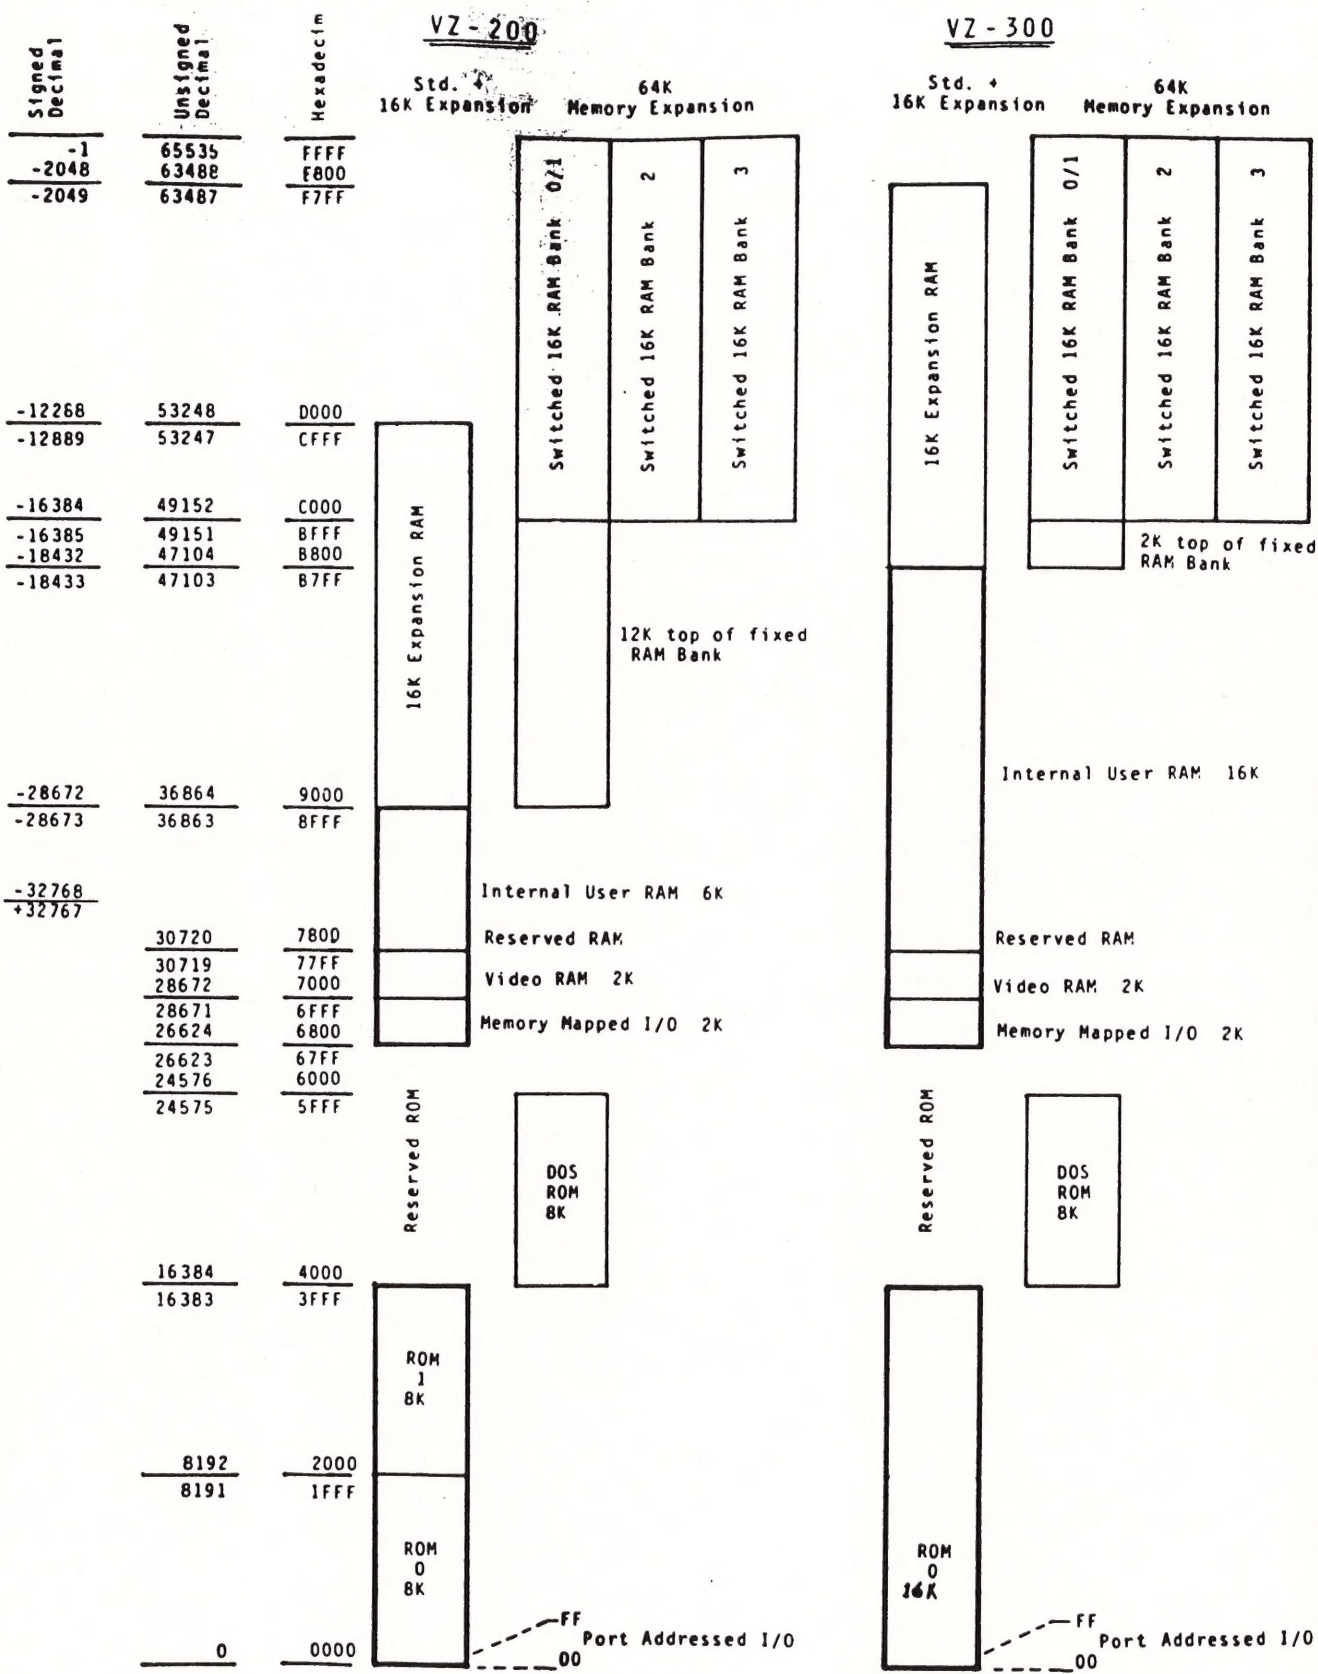 VZ-200
VZ-300
Signed
Decimal
Unsigned
Decimal
Hexadecim
Std. +
16K Expansion
64K
Memory Expansion
Std. +
16K Expansion
64K
Memory Expansion
-1 65535 FFFF
-2048 63488 E800
-2049 63487 F7FF
Switched 16K RAM Bank 0/1
Switched 16K RAM Bank 2
Switched 16K RAM Bank 3
16K Expansion RAM
Switched 16K RAM Bank 0/1
Switched 16K RAM Bank 2
Switched 16K RAM Bank 3
-12268 53248 D000
-12889 53247 CFFF
-16384 49152 C000
-16385 49151 BFFF
-18432 47104 B800
-18433 47103 B7FF
16K Expansion RAM
12K top of fixed
RAM Bank
2K top of fixed
RAM Bank
Internal User RAM 16K
-28672 36864 9000
-28673 36863 8FFF
-32768
+32767
Internal User RAM 6K
30720 7800 Reserved RAM Reserved RAM
30719 77FF
28672 7000
Video RAM 2K Video RAM 2K
28671 6FFF
26624 6800
Memory Mapped I/O 2K Memory Mapped I/O 2K
26623 67FF
24576 6000
24575 5FFF
Reserved ROM
DOS
ROM
8K
Reserved ROM
DOS
ROM
8K
16384 4000
16383 3FFF
ROM
1
8K
8192 2000
8191 1FFF
ROM
0
8K
ROM
0
16K
FF
Port Addressed I/O
00
FF
Port Addressed I/O
00
0 0000